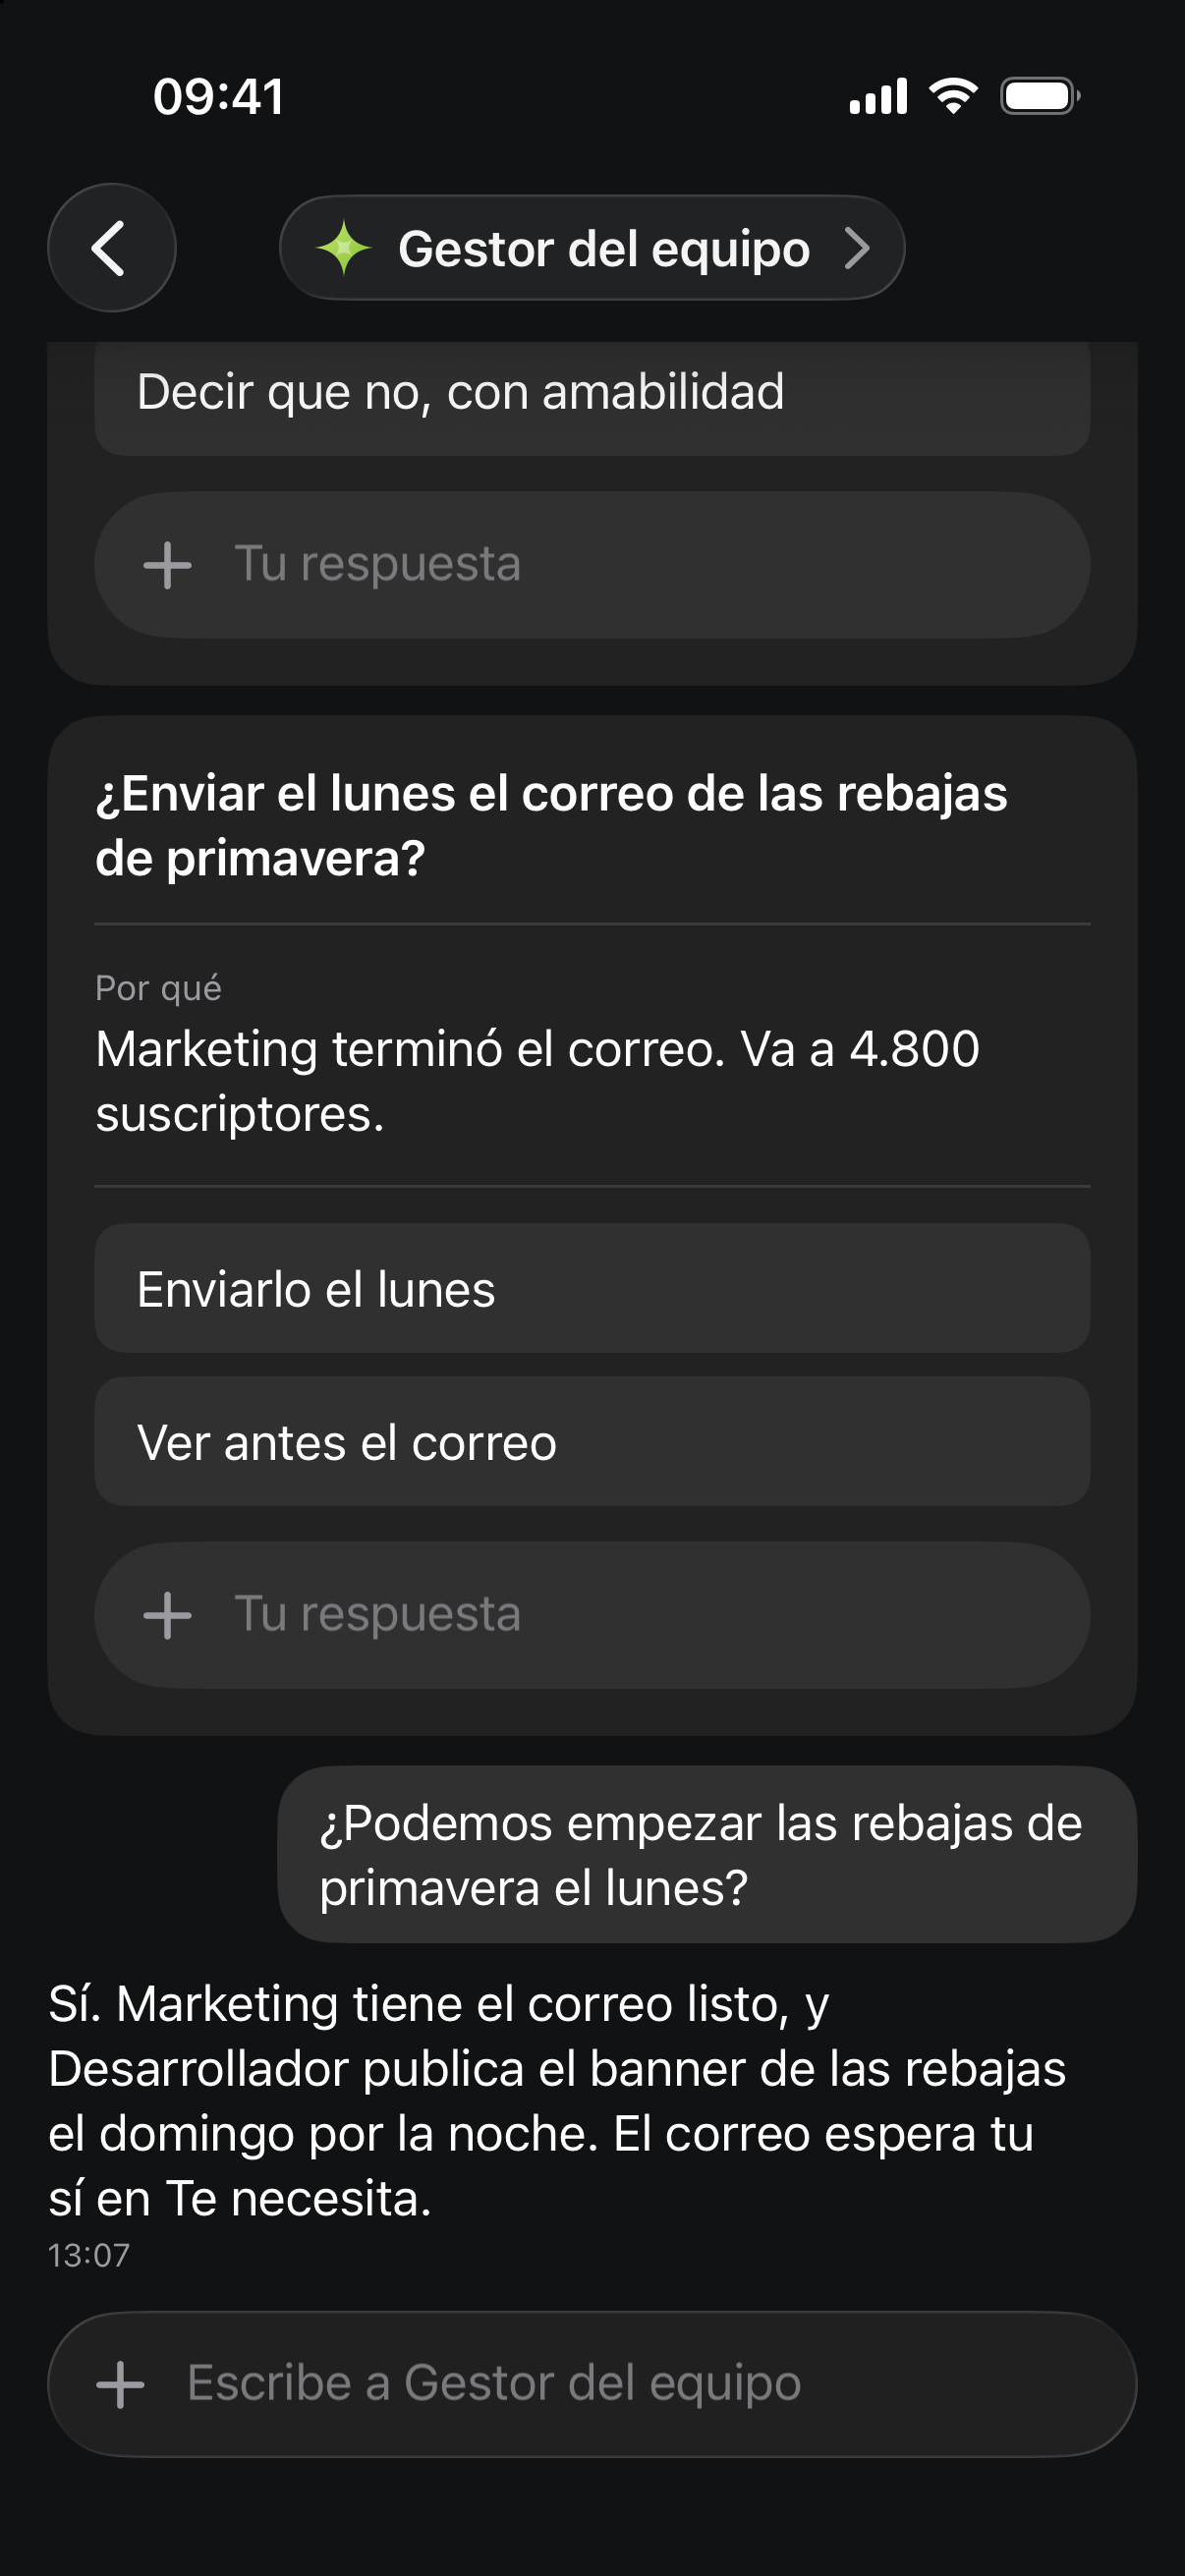 09:41
Gestor del equipo
Decir que no, con amabilidad
Tu respuesta
¿Enviar el lunes el correo de las rebajas
de primavera?
Por qué
Marketing terminó el correo. Va a 4.800
suscriptores.
Enviarlo el lunes
Ver antes el correo
Tu respuesta
¿Podemos empezar las rebajas de
primavera el lunes?
Sí. Marketing tiene el correo listo, y
Desarrollador publica el banner de las rebajas
el domingo por la noche. El correo espera tu
sí en Te necesita.
13:07
Escribe a Gestor del equipo